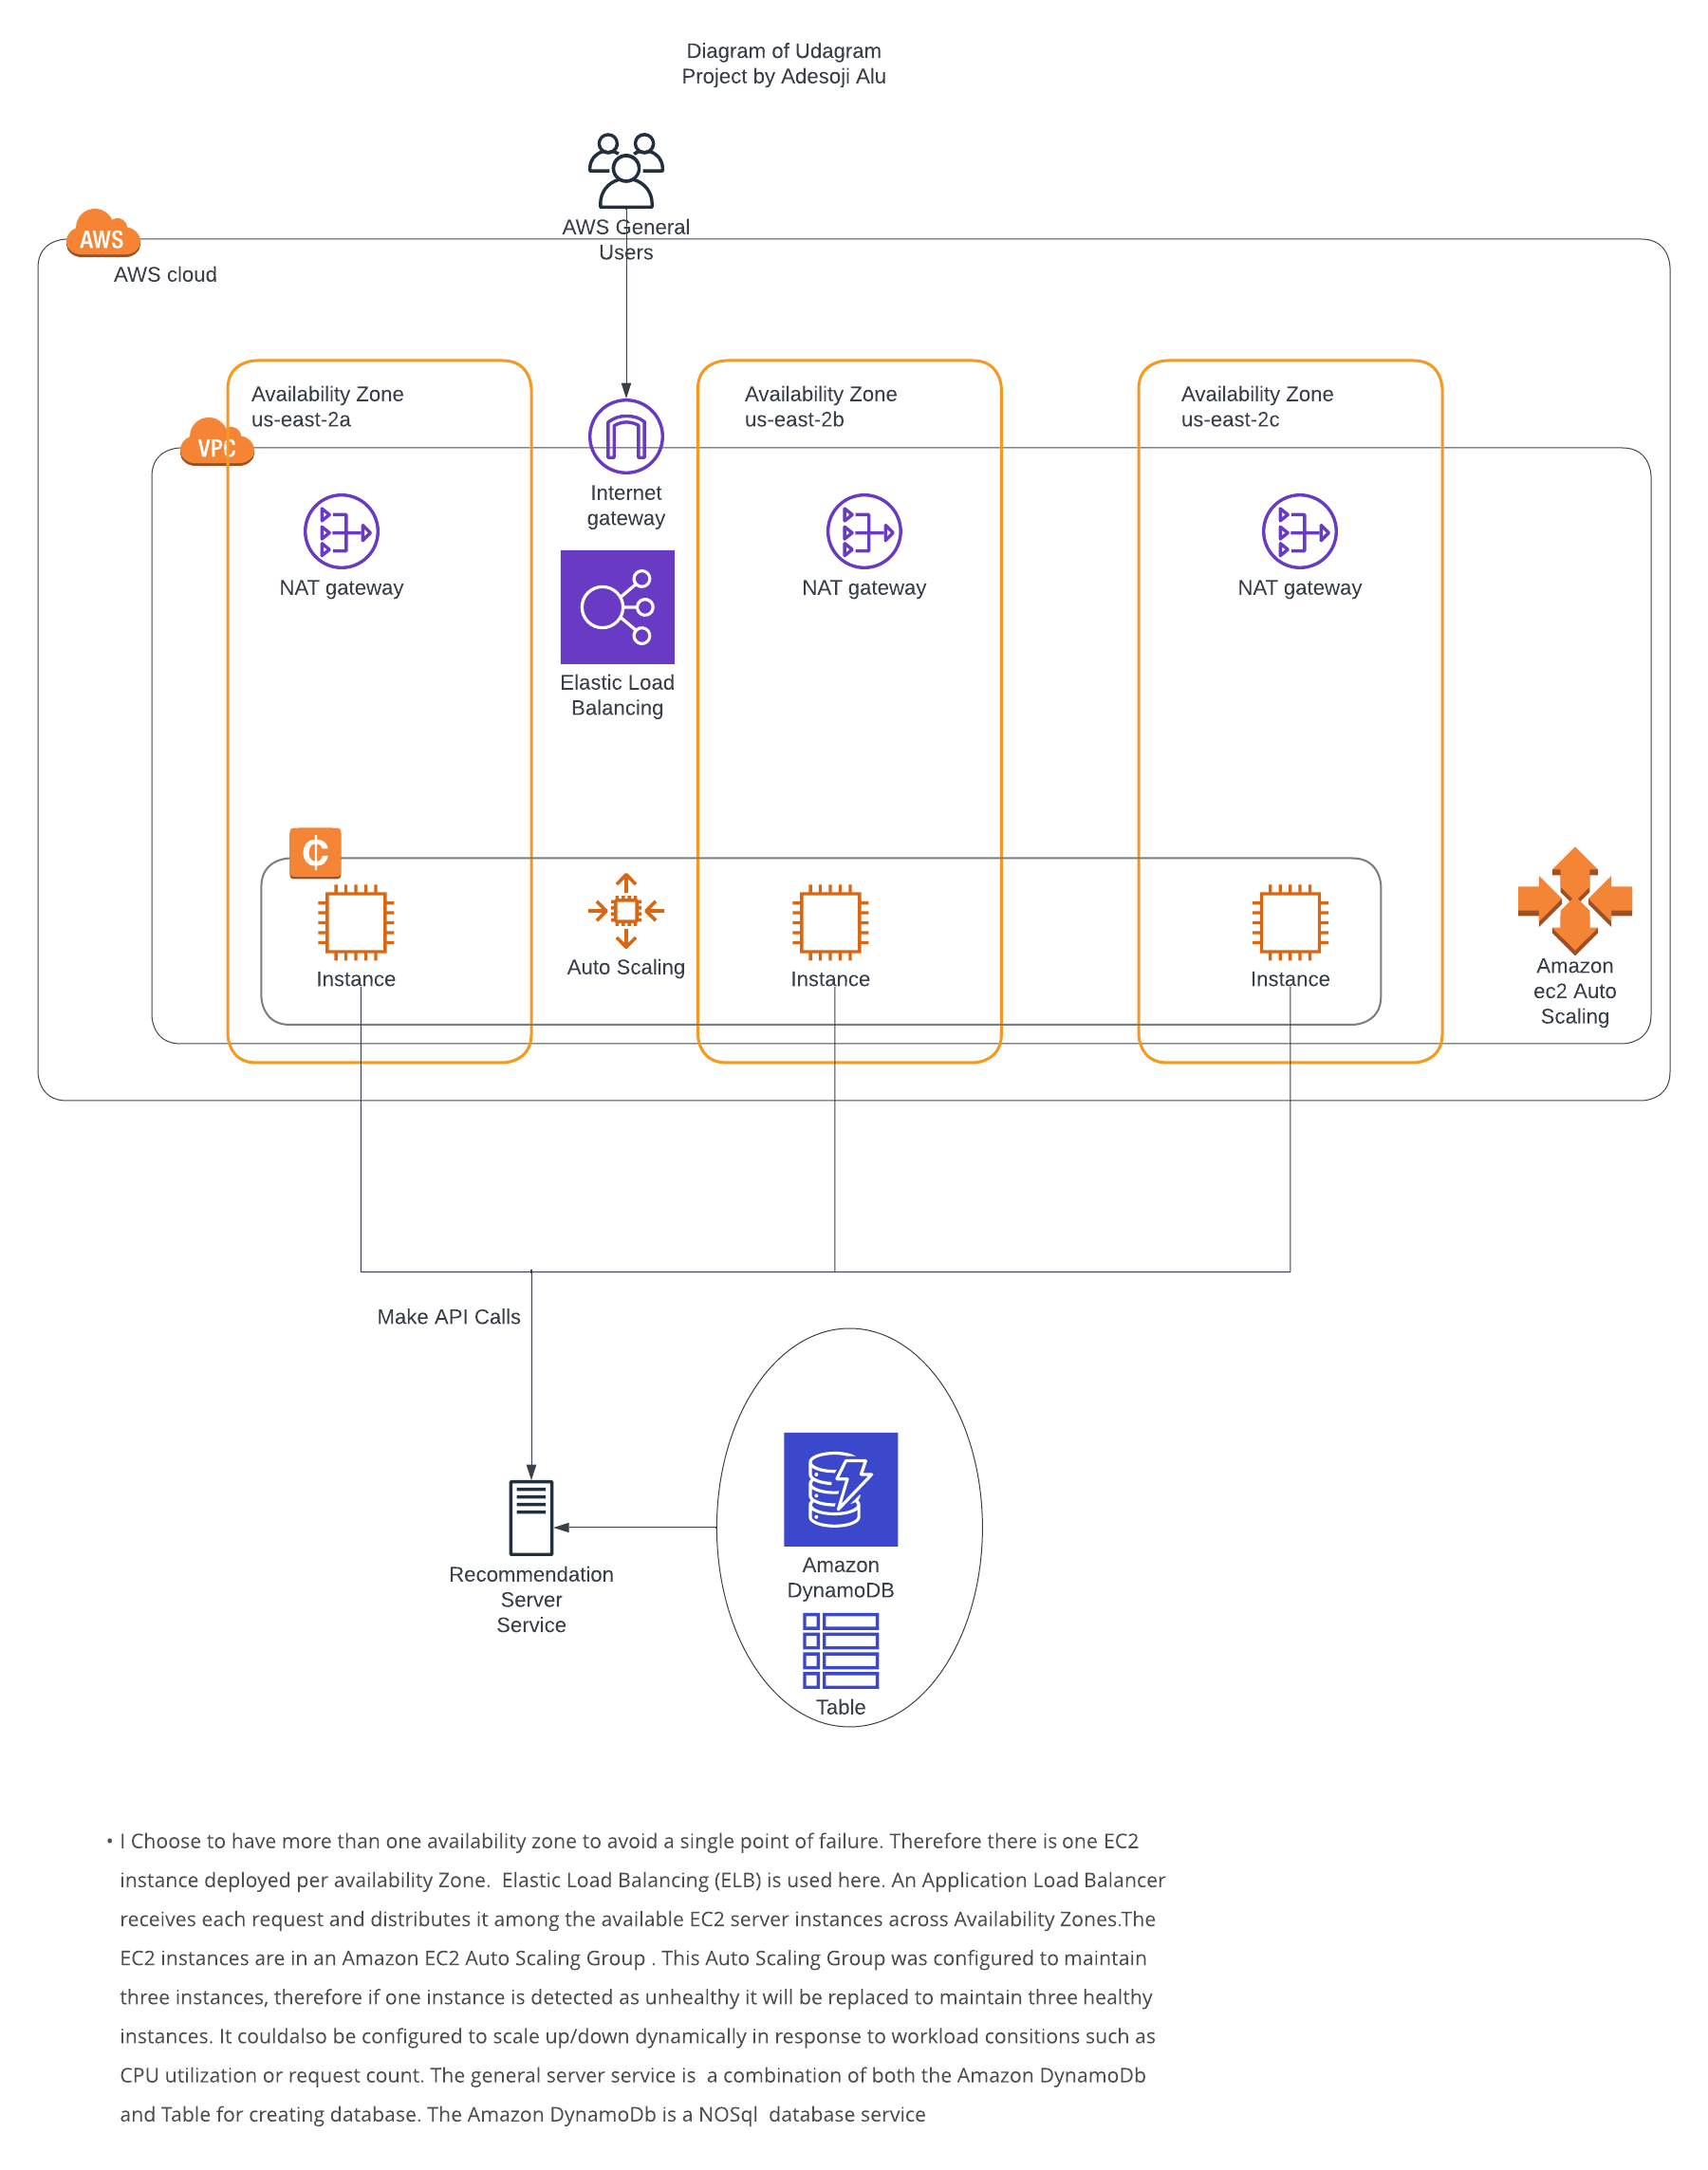 Diagram of Udagram
Project by Adesoji Alu
AWS General
Users
AWS
AWS cloud
Availability Zone
us-east-2a
Availability Zone
us-east-2b
Availability Zone
us-east-2c
VPC
Internet
gateway
NAT gateway
NAT gateway
NAT gateway
Elastic Load
Balancing
₵
Auto Scaling
Instance
Instance
Instance
Amazon
ec2 Auto
Scaling
Make API Calls
Recommendation
Server
Service
Amazon
DynamoDB
Table
• I Choose to have more than one availability zone to avoid a single point of failure. Therefore there is one EC2
instance deployed per availability Zone.  Elastic Load Balancing (ELB) is used here. An Application Load Balancer
receives each request and distributes it among the available EC2 server instances across Availability Zones.The
EC2 instances are in an Amazon EC2 Auto Scaling Group . This Auto Scaling Group was configured to maintain
three instances, therefore if one instance is detected as unhealthy it will be replaced to maintain three healthy
instances. It couldalso be configured to scale up/down dynamically in response to workload consitions such as
CPU utilization or request count. The general server service is  a combination of both the Amazon DynamoDb
and Table for creating database. The Amazon DynamoDb is a NOSql  database service